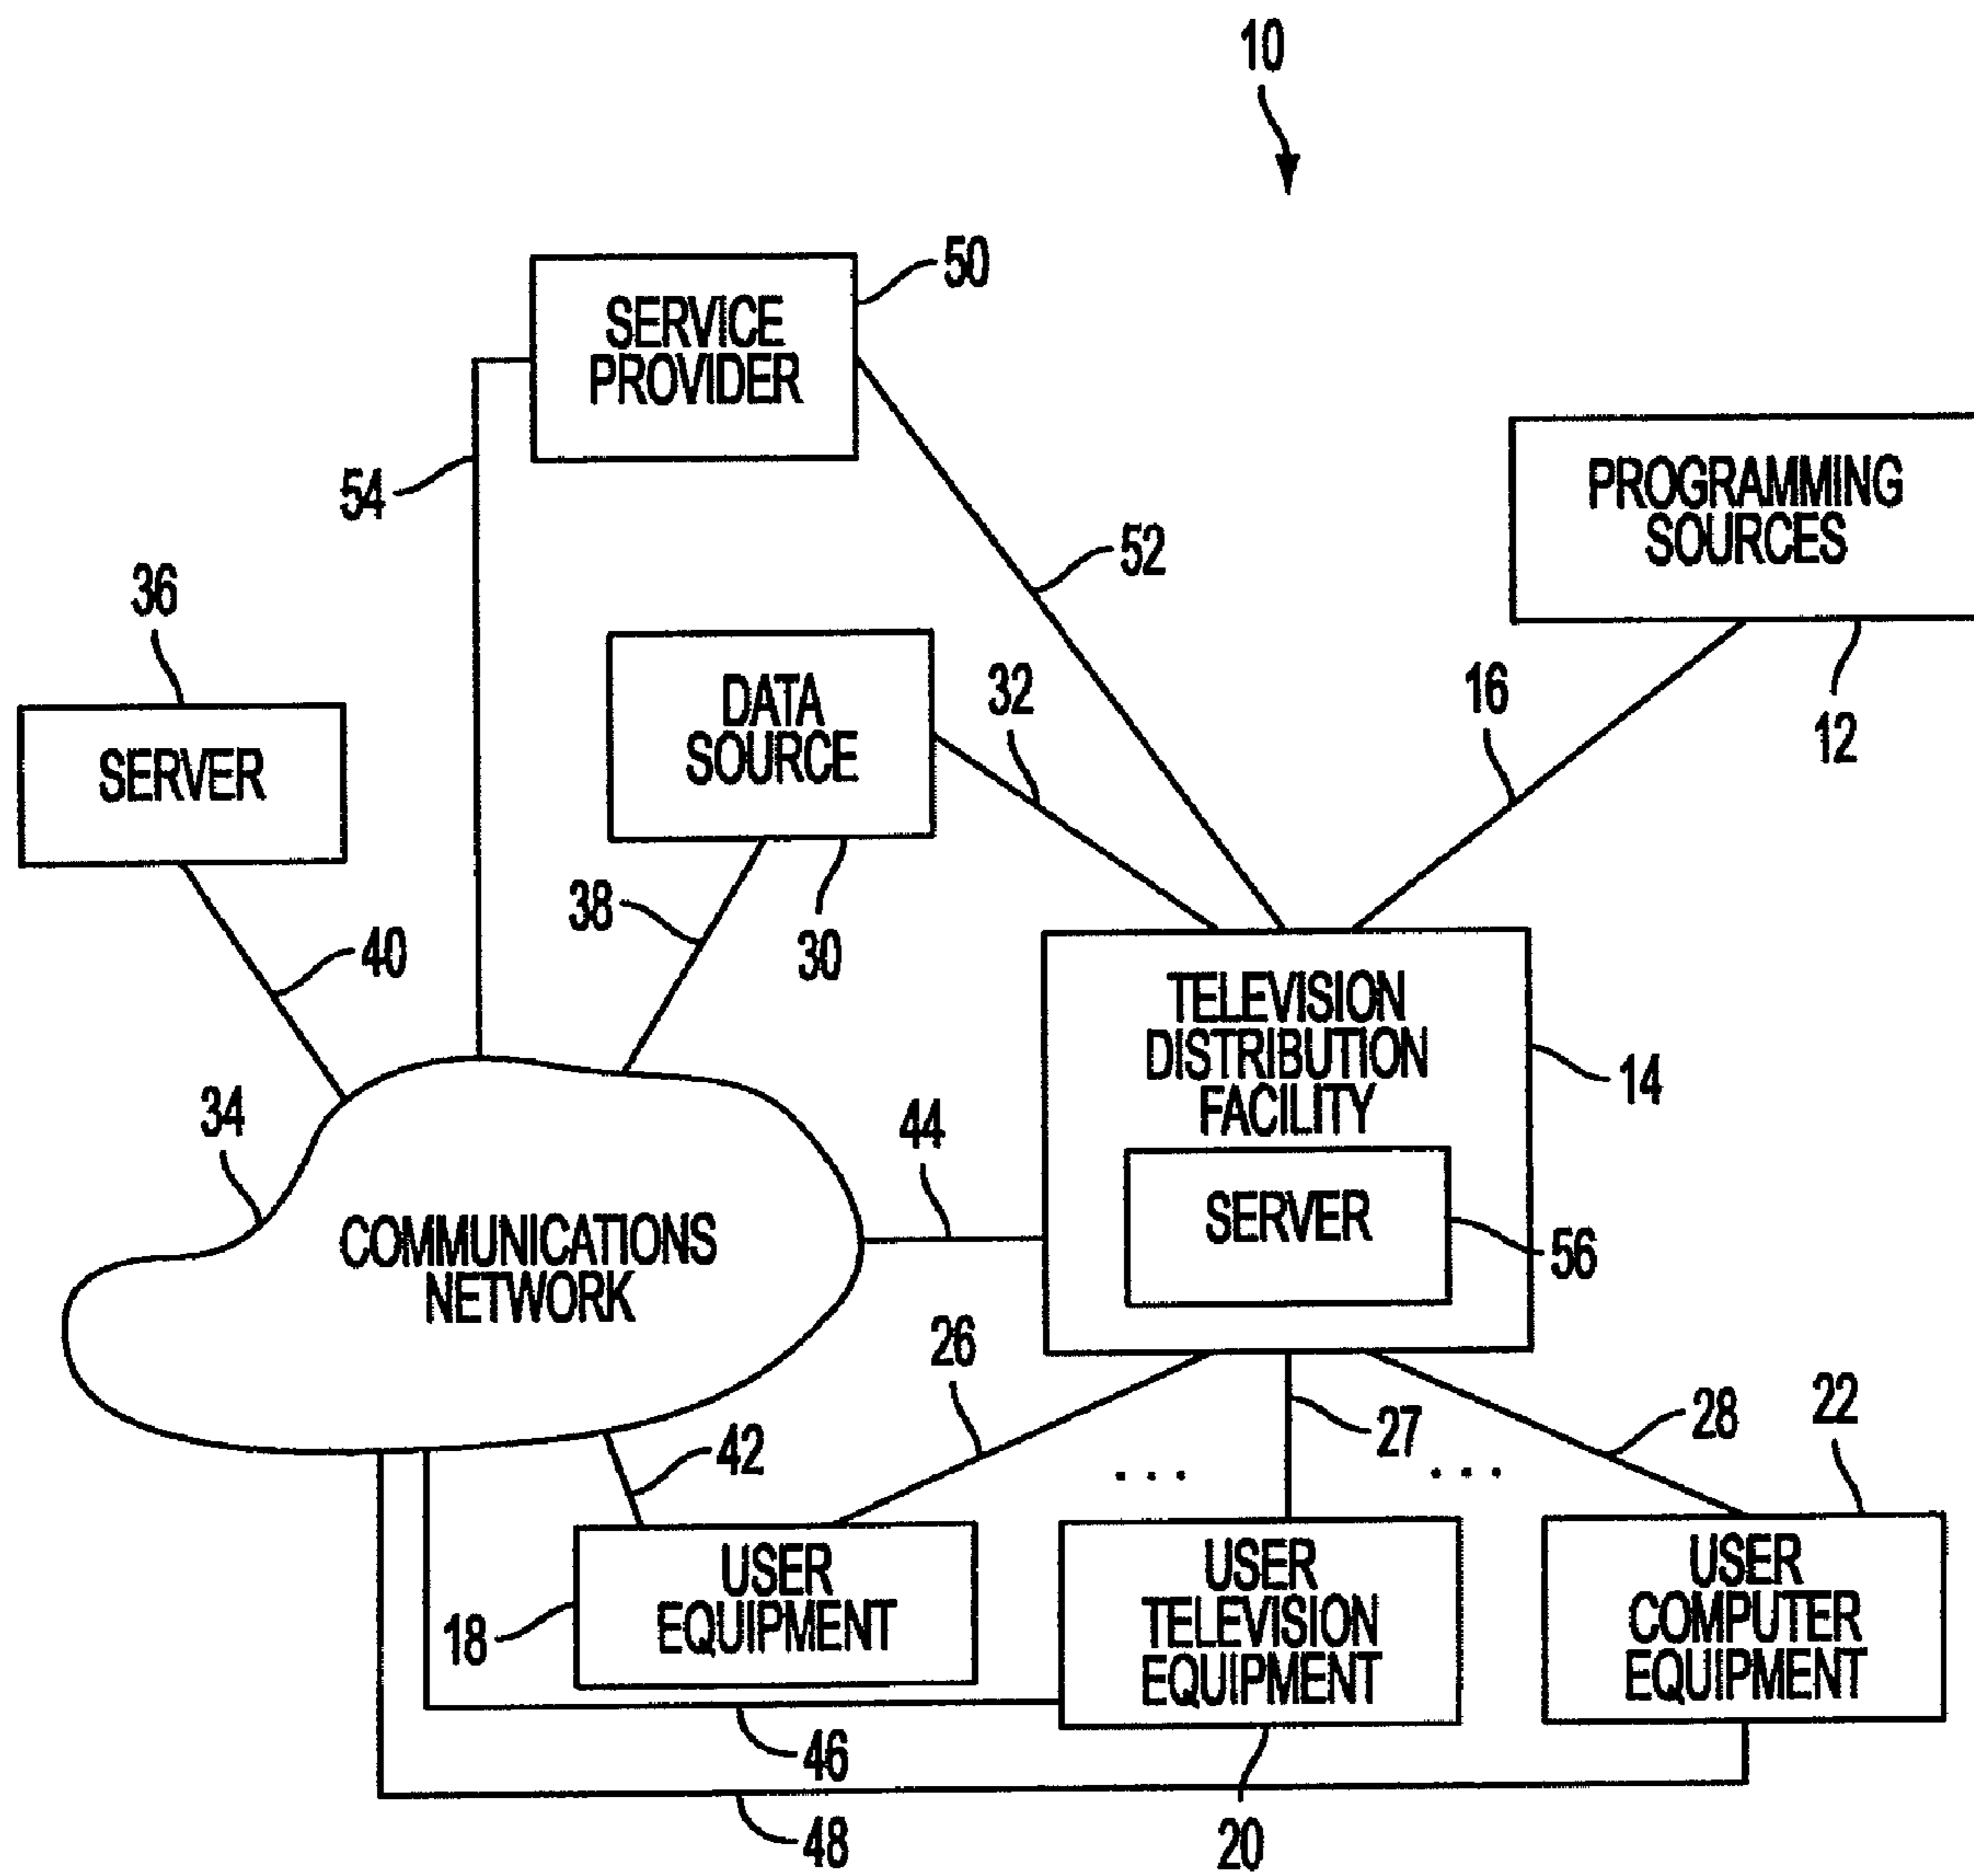 10
50
SERVICE
PROVIDER
54
PROGRAMMING
SOURCES
52
36
DATA
SOURCE
32
16
12
SERVER
38
30
40
TELEVISION
DISTRIBUTION
FACILITY
14
34
44
COMMUNICATIONS
NETWORK
SERVER
56
26
27
28
22
42
. . .
. . .
USER
EQUIPMENT
18
USER
TELEVISION
EQUIPMENT
USER
COMPUTER
EQUIPMENT
46
48
20